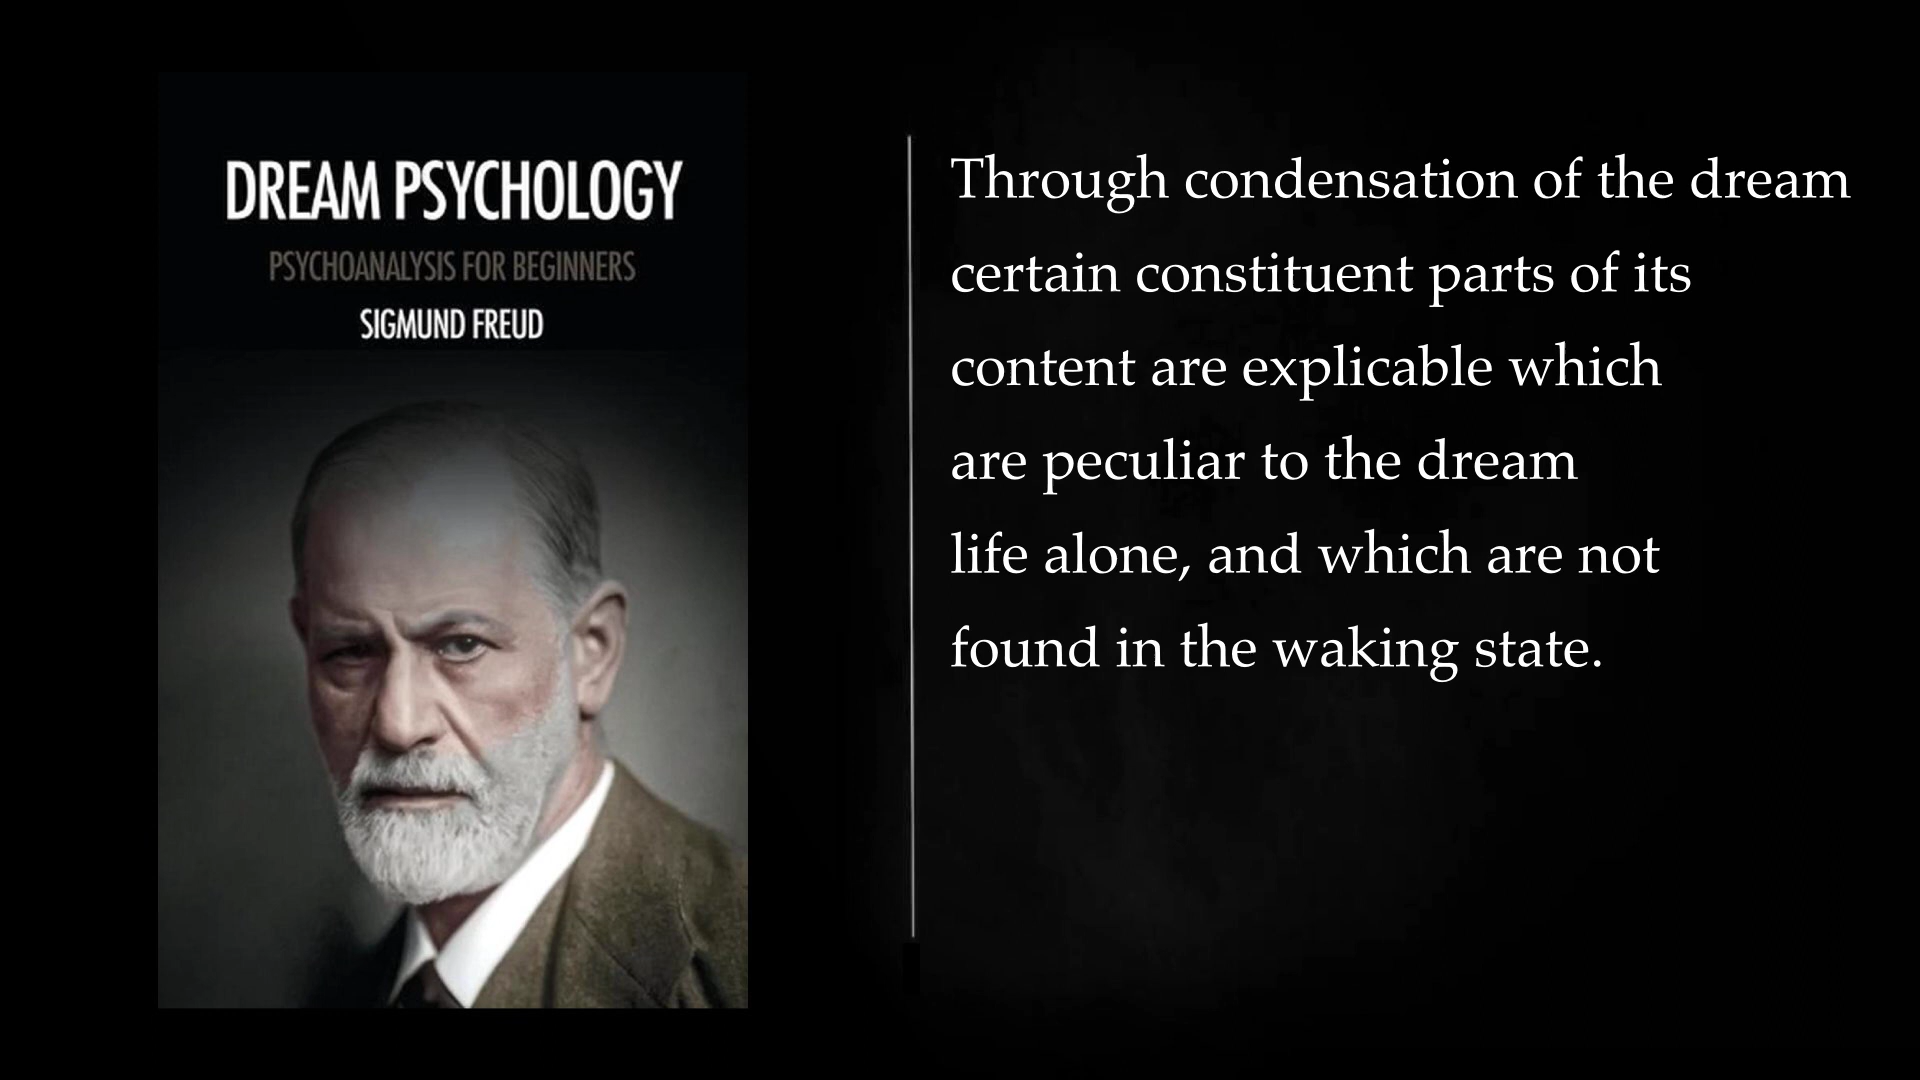 DREAM PSYCHOLOGY
PSYCHOANALYSIS FOR BEGINNERS
SIGMUND FREUD
Through condensation of the dream
certain constituent parts of its
content are explicable which
are peculiar to the dream
life alone, and which are not
found in the waking state.